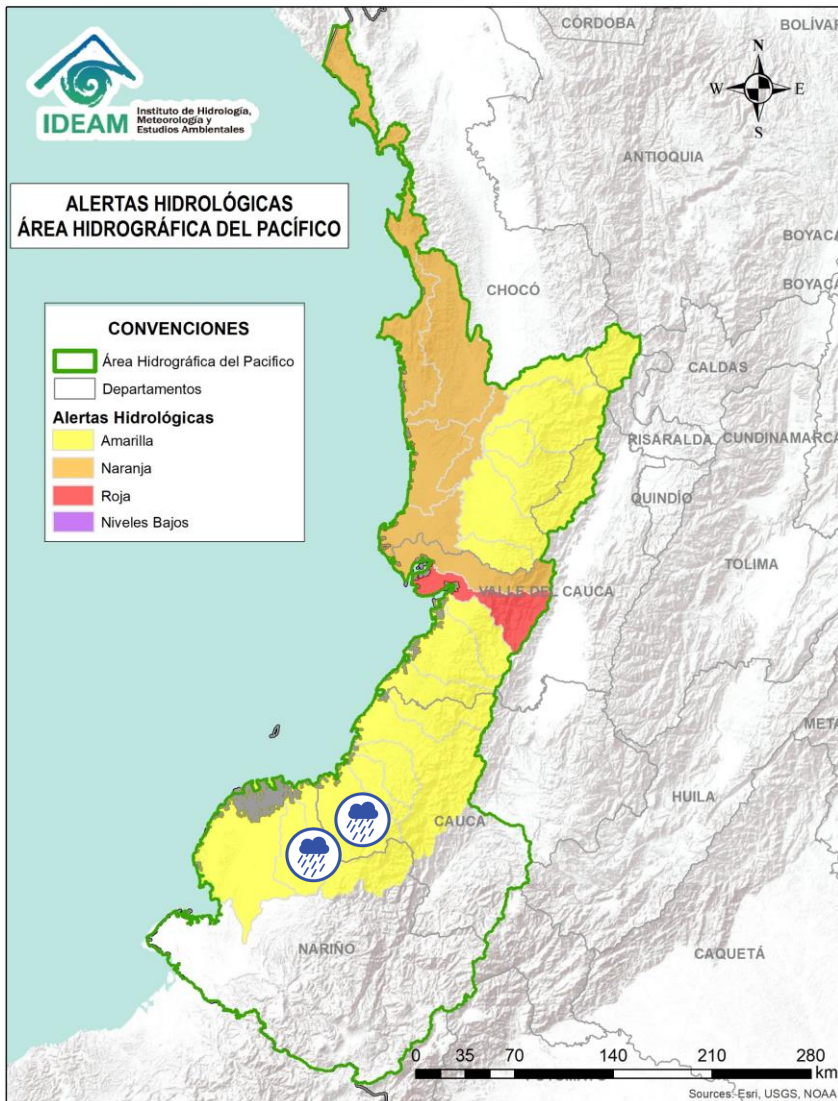 CÓRDOBA
BOLÍVAR
N
W E
S
IDEAM
Instituto de Hidrología,
Meteorología y
Estudios Ambientales
ANTIOQUIA
ALERTAS HIDROLÓGICAS
ÁREA HIDROGRÁFICA DEL PACÍFICO
BOYACÁ
CHOCÓ
BOYACÁ
CONVENCIONES
Área Hidrográfica del Pacifico
Departamentos
Alertas Hidrológicas
Amarilla
Naranja
Roja
Niveles Bajos
CALDAS
RISARALDA
CUNDINAMARCA
QUINDÍO
TOLIMA
VALLE DEL CAUCA
META
HUILA
CAUCA
NARIÑO
CAQUETÁ
0 35 70 140 210 280
km
Sources: Esri, USGS, NOAA